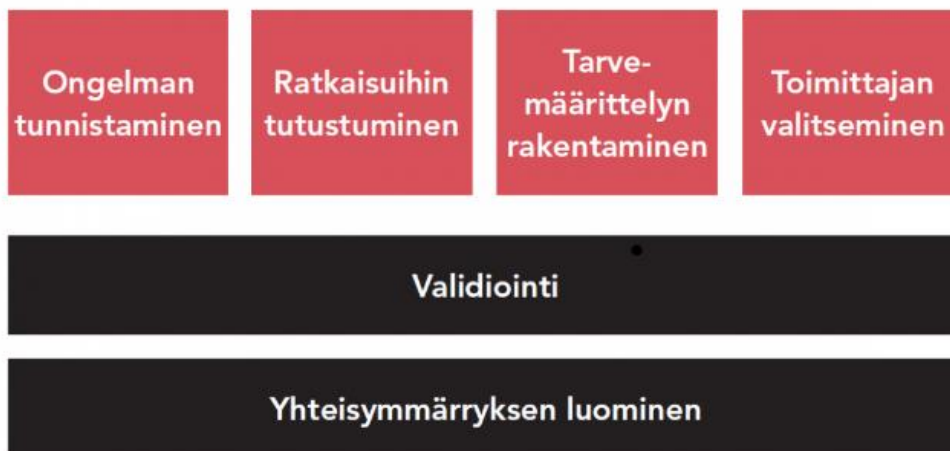 Ongelman
tunnistaminen
Ratkaisuihin
tutustuminen
Tarve-
määrittelyn
rakentaminen
Toimittajan
valitseminen
Validiointi
Yhteisymmärryksen luominen